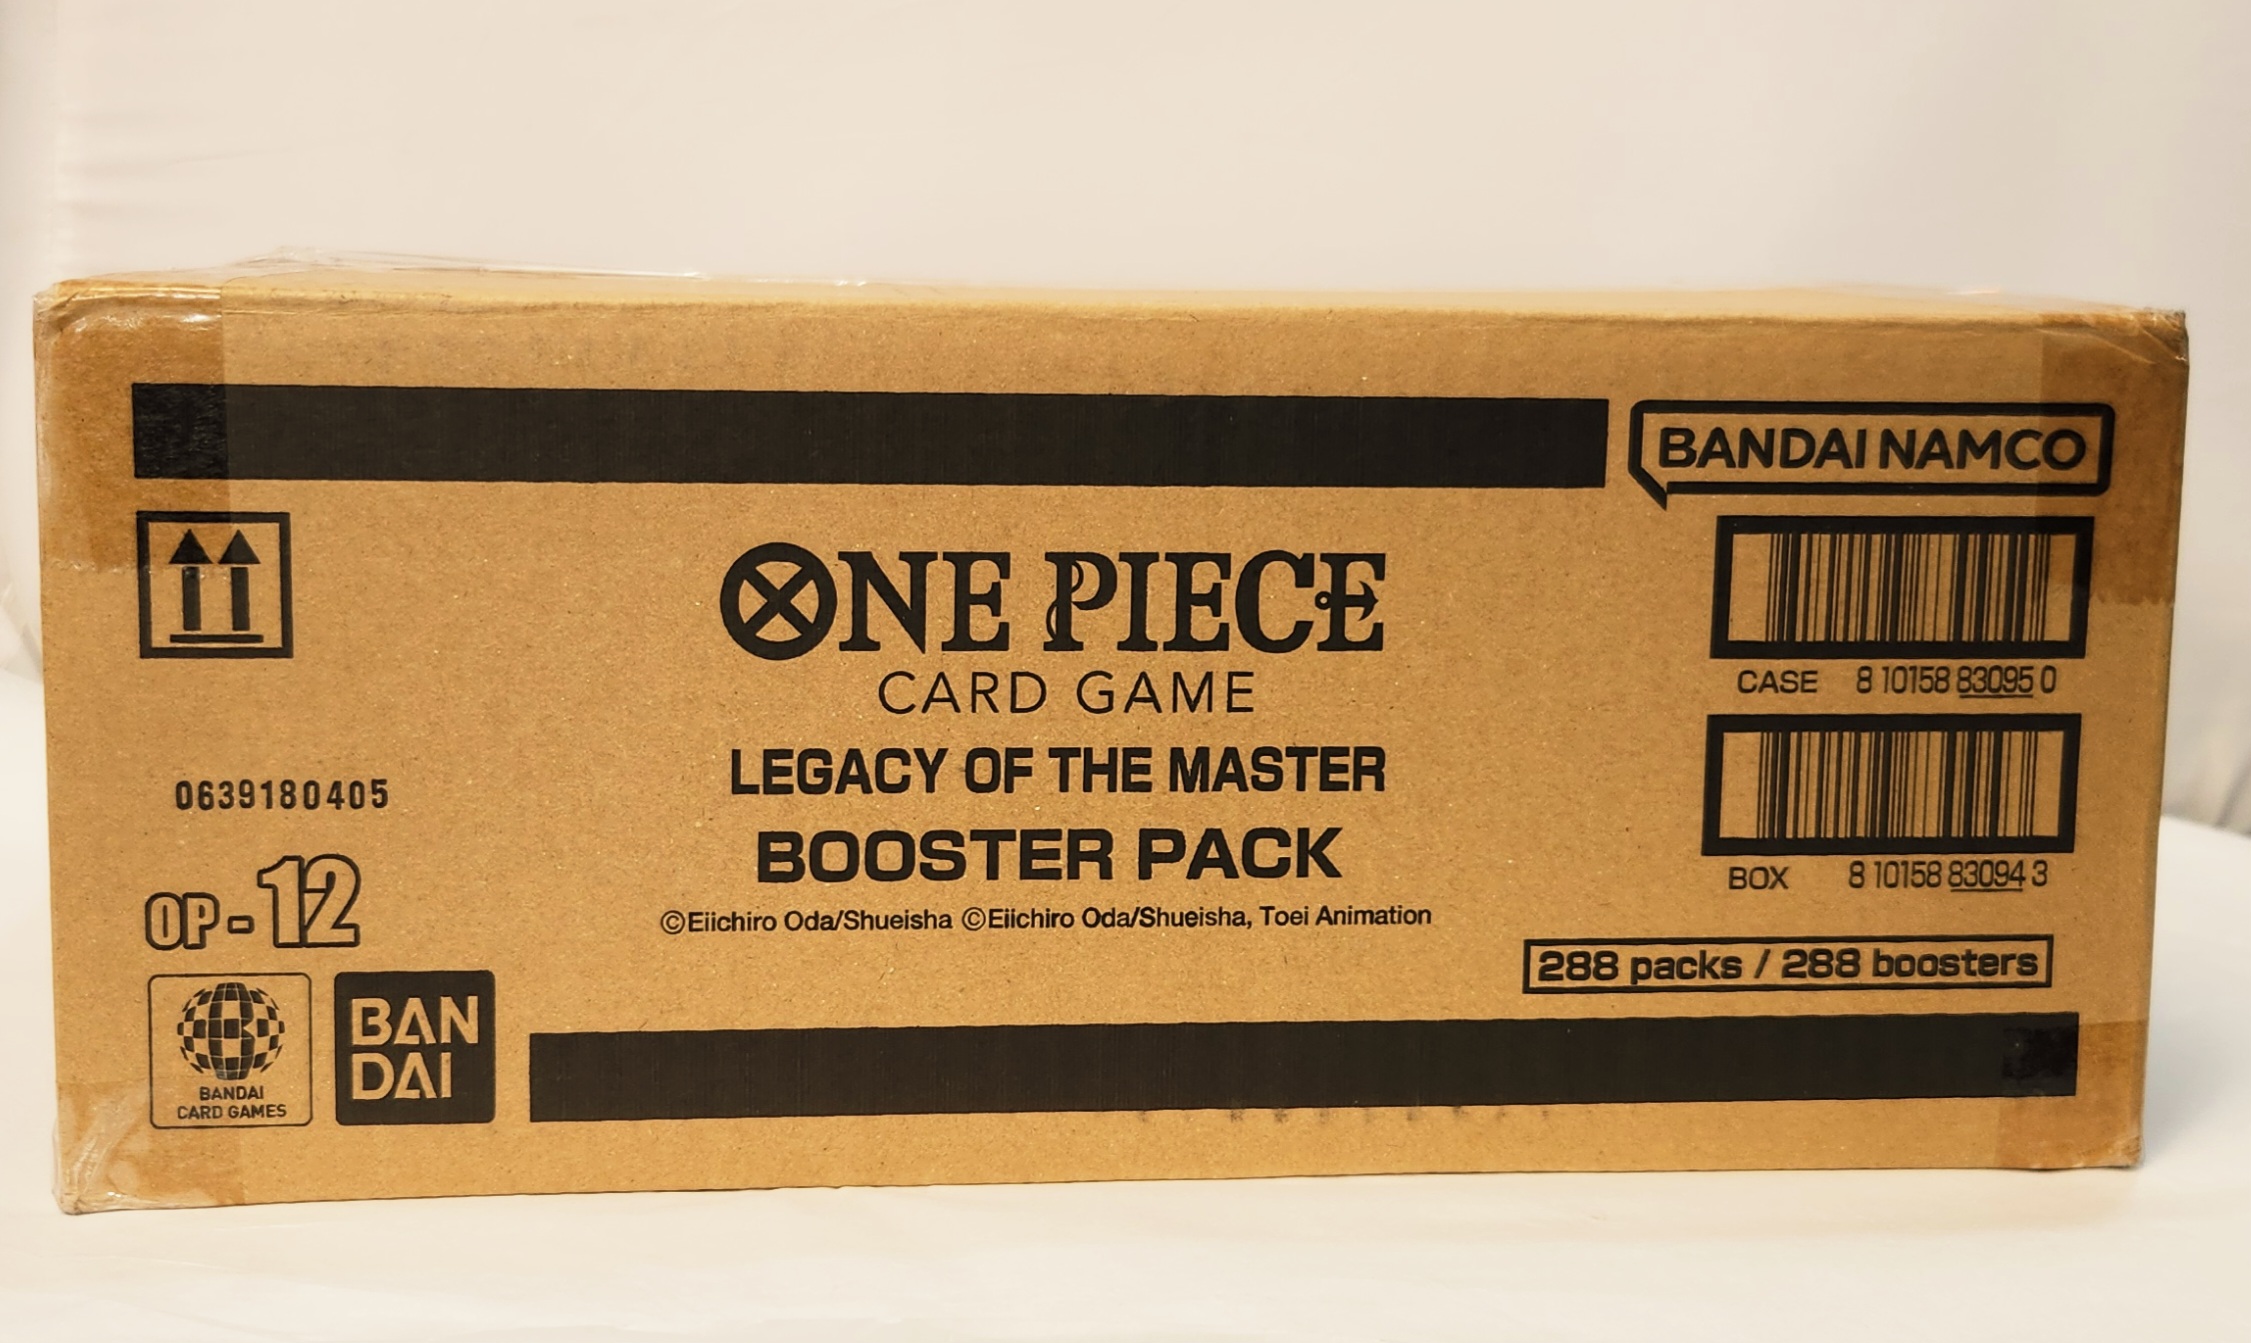 BANDAI NAMCO
ONE PIECE
CARD GAME
LEGACY OF THE MASTER
BOOSTER PACK
©Eiichiro Oda/Shueisha ©Eiichiro Oda/Shueisha, Toei Animation
CASE 8 10158 83095 0
BOX 8 10158 83094 3
288 packs / 288 boosters
0639180405
OP-12
BANDAI
CARD GAMES
BAN
DAI